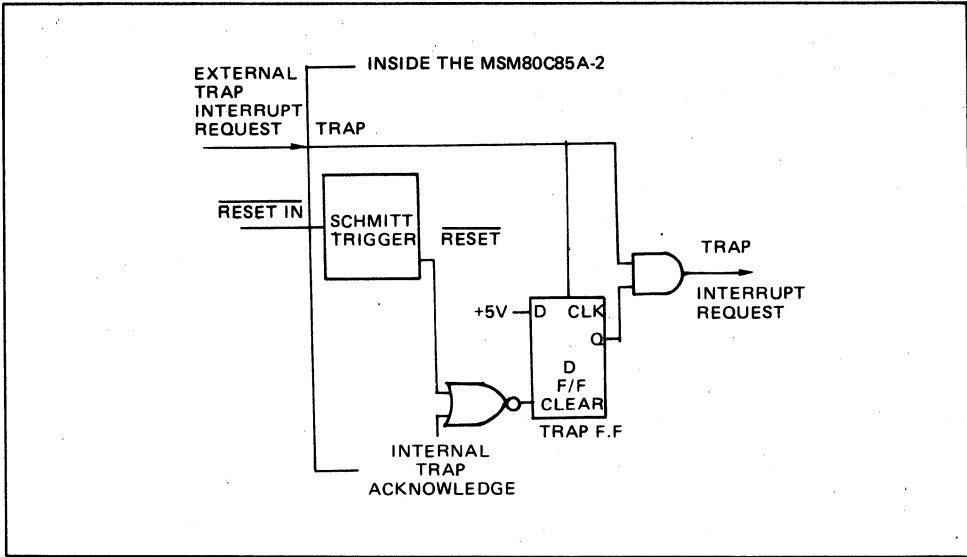 INSIDE THE MSM80C85A-2
EXTERNAL
TRAP
INTERRUPT
REQUEST
TRAP
RESET IN
SCHMITT
TRIGGER
RESET
TRAP
INTERRUPT
REQUEST
+5V
D CLK
Q
D
F/F
CLEAR
TRAP F.F
INTERNAL
TRAP
ACKNOWLEDGE